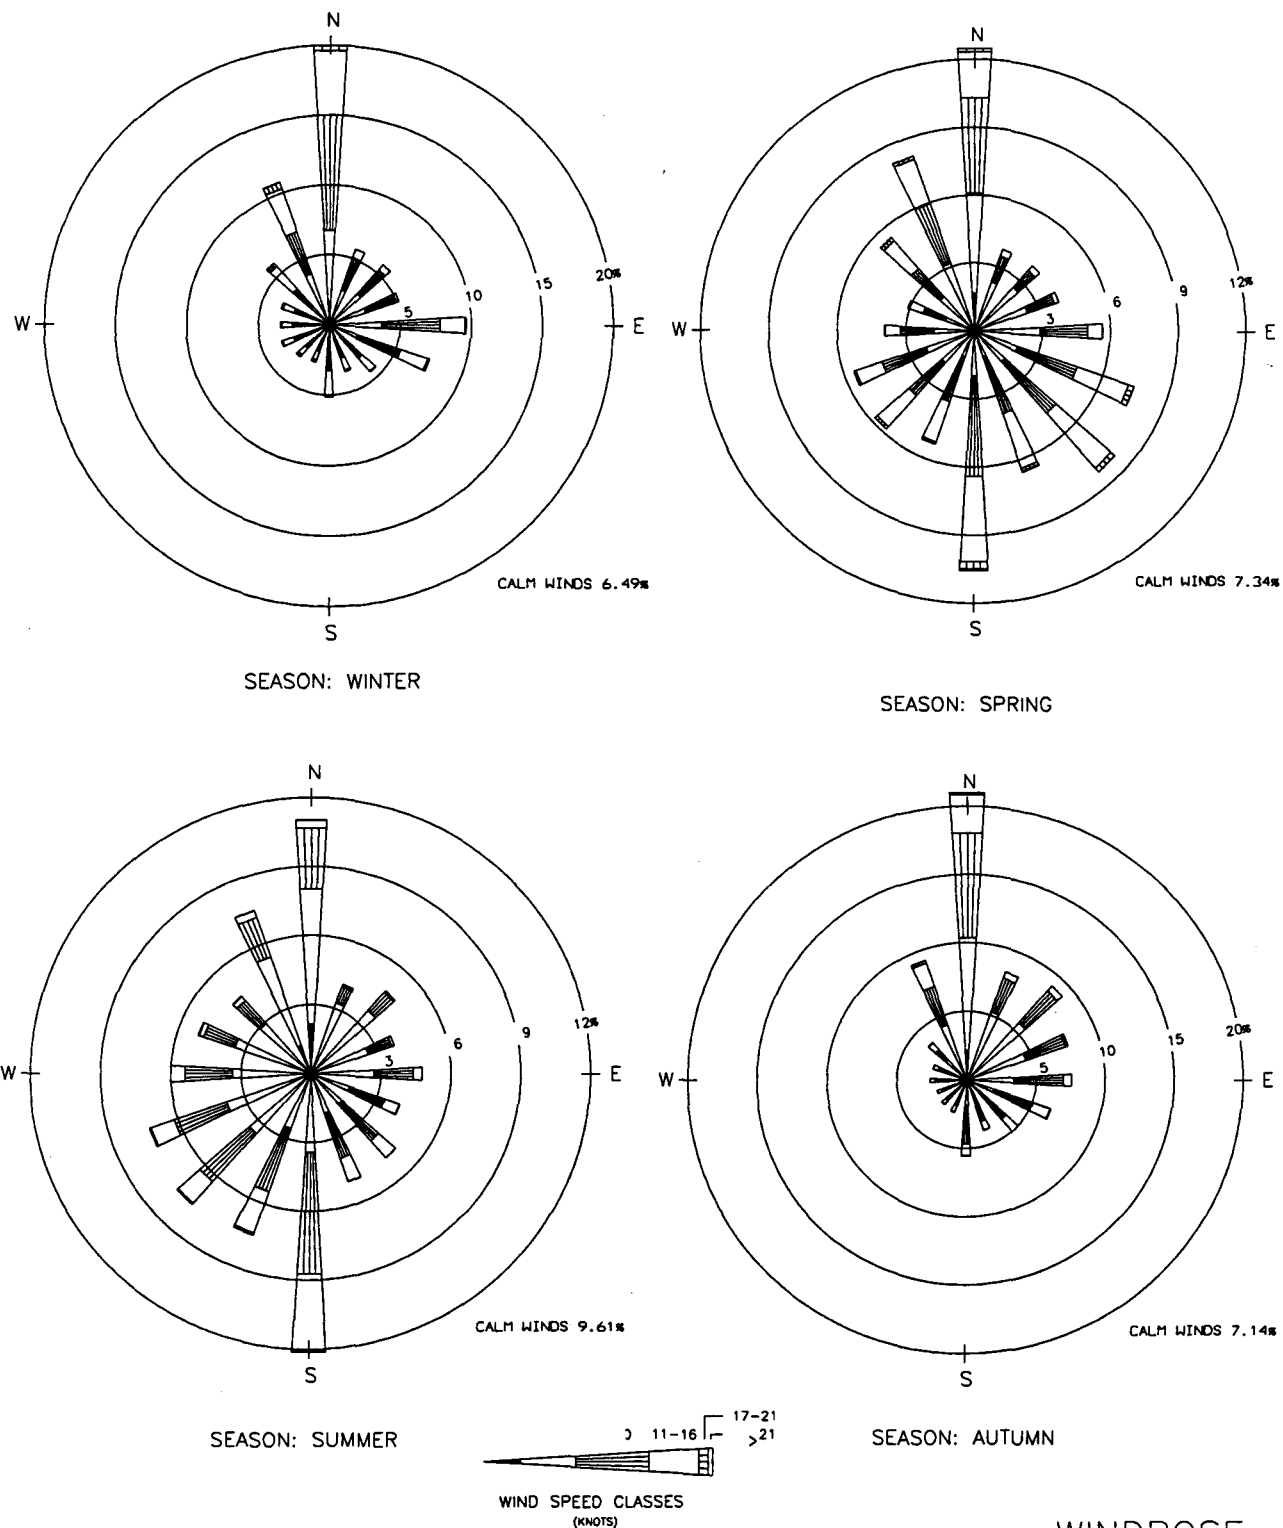 N
W
E
5
10
15
20%
CALM WINDS 6.49%
S
SEASON: WINTER
N
W
E
3
6
9
12%
CALM WINDS 7.34%
S
SEASON: SPRING
N
W
E
3
6
9
12%
CALM WINDS 9.61%
S
SEASON: SUMMER
N
W
E
5
10
15
20%
CALM WINDS 7.14%
S
SEASON: AUTUMN
17-21
11-16
>21
WIND SPEED CLASSES
(KNOTS)
WINDROSE